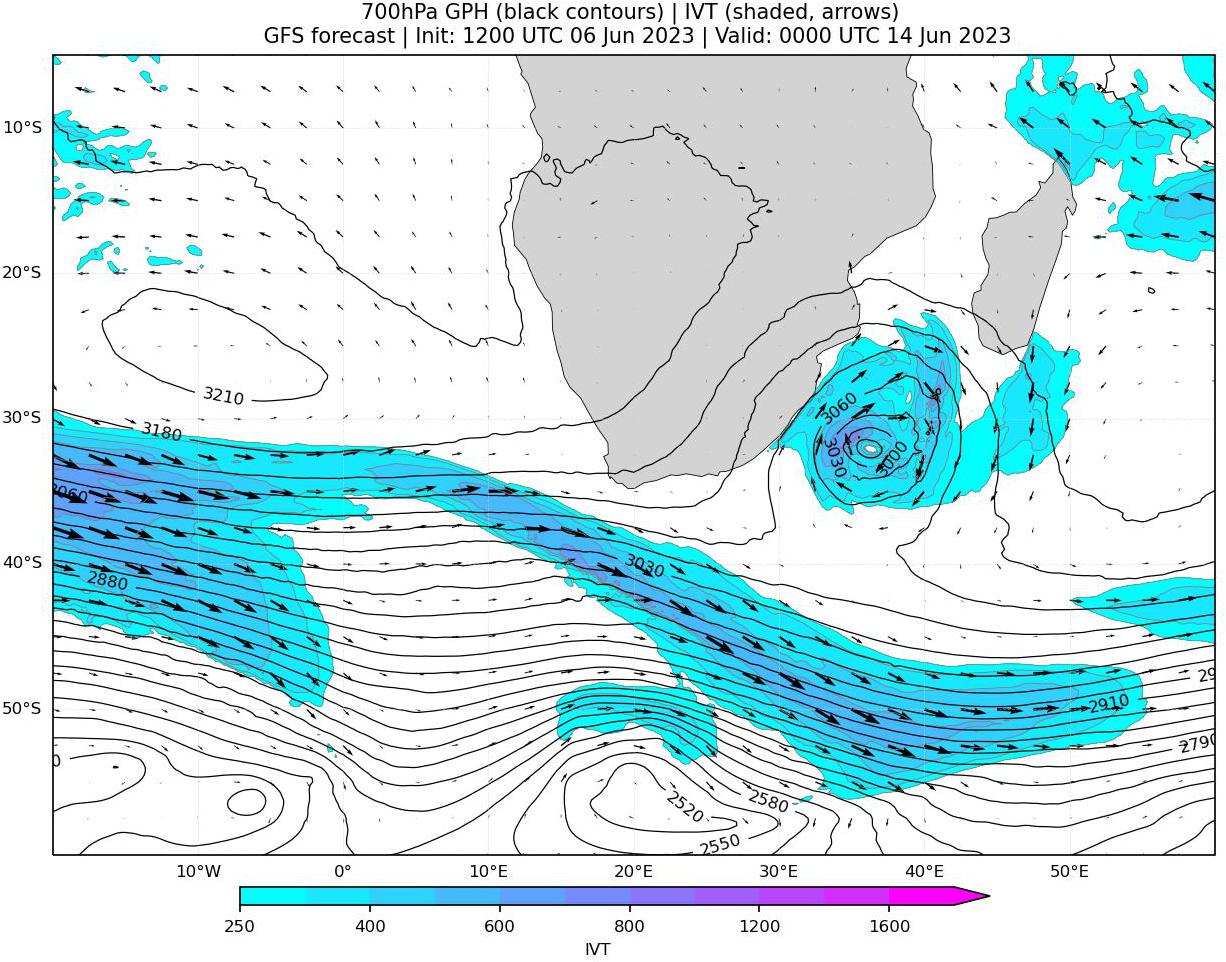 700hPa GPH (black contours) | IVT (shaded, arrows)
GFS forecast | Init: 1200 UTC 06 Jun 2023 | Valid: 0000 UTC 14 Jun 2023
10°S
20°S
3210
30°S
3180
3060
3060
3030
3000
40°S
3030
2880
50°S
2910
2790
2520
2580
2550
10°W 0° 10°E 20°E 30°E 40°E 50°E
250 400 600 800 1200 1600
IVT